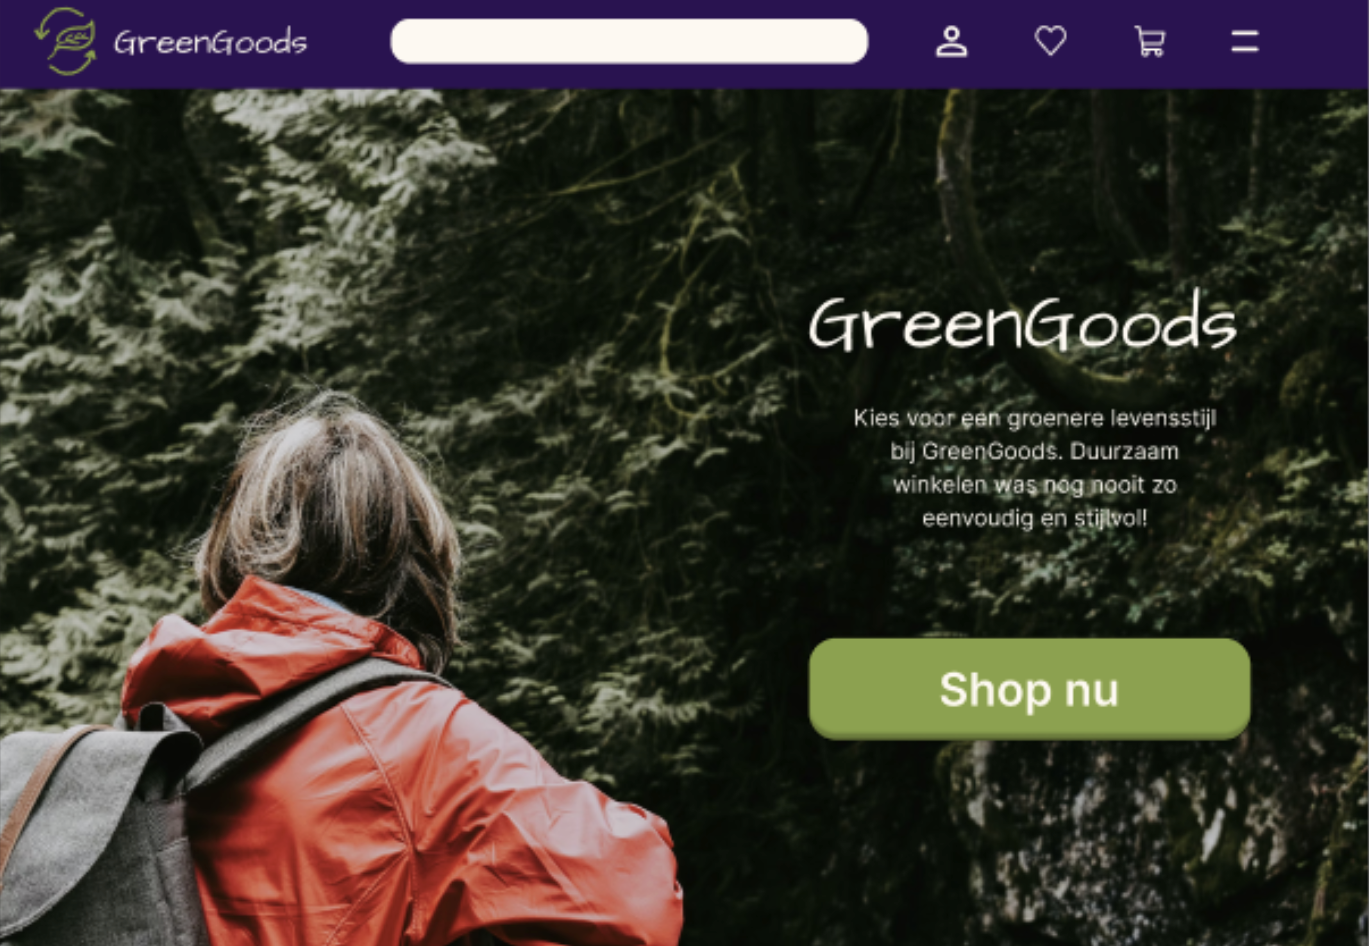 GreenGoods
GreenGoods
Kies voor een groenere levensstijl
bij GreenGoods. Duurzaam
winkelen was nog nooit zo
eenvoudig en stijlvol!
Shop nu